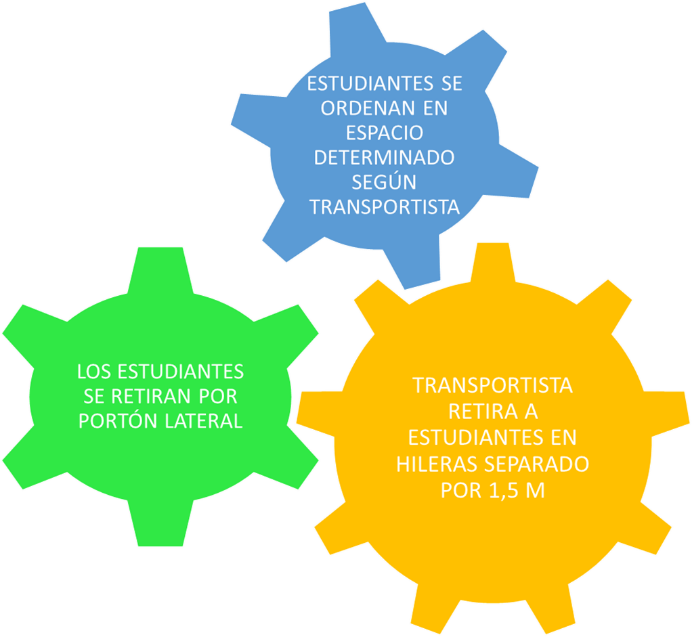 ESTUDIANTES SE
ORDENAN EN
ESPACIO
DETERMINADO
SEGÚN
TRANSPORTISTA
LOS ESTUDIANTES
SE RETIRAN POR
PORTÓN LATERAL
TRANSPORTISTA
RETIRA A
ESTUDIANTES EN
HILERAS SEPARADO
POR 1,5 M